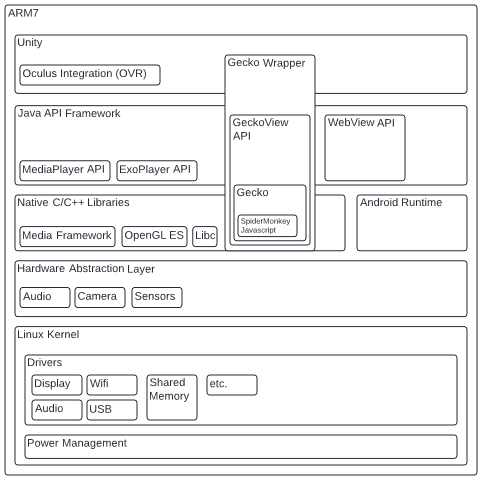 ARM7
Unity
Oculus Integration (OVR)
Gecko Wrapper
Java API Framework
GeckoView
API
WebView API
MediaPlayer API
ExoPlayer API
Gecko
SpiderMonkey
Javascript
Native C/C++ Libraries
Android Runtime
Media Framework
OpenGL ES
Libc
Hardware Abstraction Layer
Audio
Camera
Sensors
Linux Kernel
Drivers
Display
Wifi
Shared
Memory
etc.
Audio
USB
Power Management